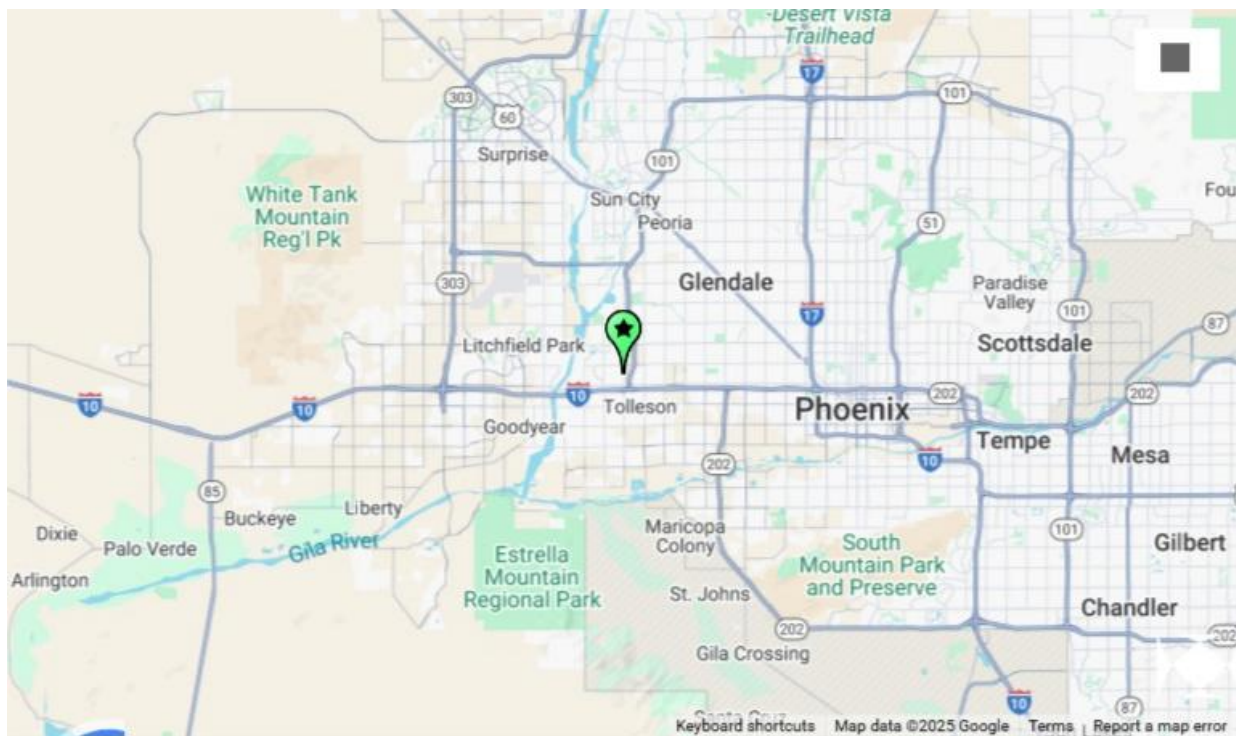 Desert Vista
Trailhead
17
303
60
101
101
Surprise
White Tank
Mountain
Reg'l Pk
Sun City
Peoria
Fou
51
303
Glendale
Paradise
Valley
17
101
87
Litchfield Park
Scottsdale
10
10
10
202
202
Tolleson
Phoenix
Goodyear
Tempe
Mesa
202
10
85
Liberty
Buckeye
Dixie
Palo Verde
Gila River
Maricopa
Colony
101
Gilbert
Estrella
Mountain
Regional Park
South
Mountain Park
and Preserve
Arlington
St. Johns
Chandler
202
202
Gila Crossing
10
87
Keyboard shortcuts Map data ©2025 Google Terms Report a map error